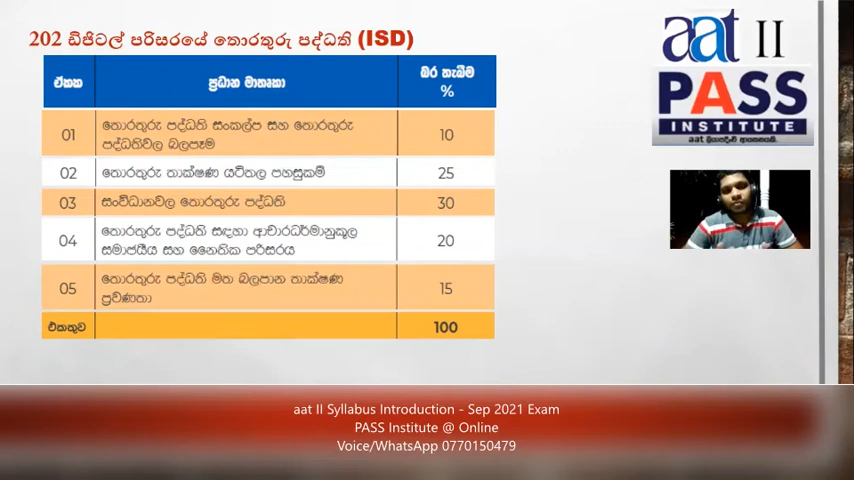 202 ඩිජිටල් පරිසරයේ තොරතුරු පද්ධති (ISD)
ඒකක ප්‍රධාන මාතෘකා බර තැබීම %
01 තොරතුරු පද්ධති සංකල්ප සහ තොරතුරු පද්ධතිවල බලපෑම 10
02 තොරතුරු තාක්ෂණ යටිතල පහසුකම් 25
03 සංවිධානවල තොරතුරු පද්ධති 30
04 තොරතුරු පද්ධති සඳහා ආචාරධර්මානුකූල සමාජයීය සහ නෛතික පරිසරය 20
05 තොරතුරු පද්ධති මත බලපාන තාක්ෂණ ප්‍රවණතා 15
එකතුව 100
aat II
PASS
INSTITUTE
aat II Syllabus Introduction - Sep 2021 Exam
PASS Institute @ Online
Voice/WhatsApp 0770150479